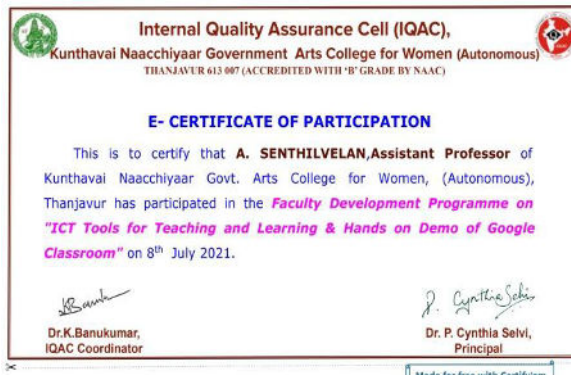 Internal Quality Assurance Cell (IQAC),
Kunthavai Naacchiyaar Government Arts College for Women (Autonomous)
THANJAVUR 613 007 (ACCREDITED WITH 'B' GRADE BY NAAC)
E- CERTIFICATE OF PARTICIPATION
This is to certify that A. SENTHILVELAN,Assistant Professor of
Kunthavai Naacchiyaar Govt. Arts College for Women, (Autonomous),
Thanjavur has participated in the Faculty Development Programme on
"ICT Tools for Teaching and Learning & Hands on Demo of Google
Classroom" on 8th July 2021.
P. Cynthia Selvi
Dr.K.Banukumar,
IQAC Coordinator
Dr. P. Cynthia Selvi,
Principal
Made for free with Certify'em